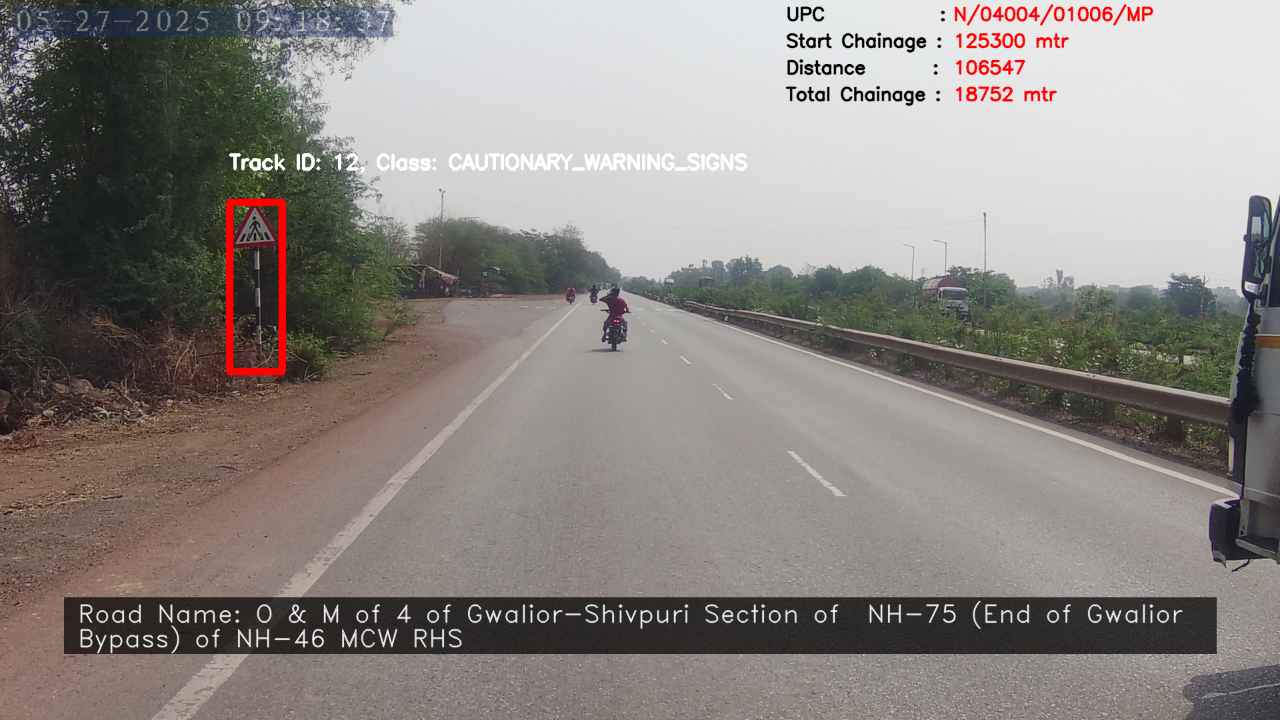 05-27-2025 09:18:37
UPC : N/04004/01006/MP
Start Chainage : 125300 mtr
Distance : 106547
Total Chainage : 18752 mtr
Track ID: 12, Class: CAUTIONARY_WARNING_SIGNS
Road Name: O & M of 4 of Gwalior-Shivpuri Section of NH-75 (End of Gwalior
Bypass) of NH-46 MCW RHS